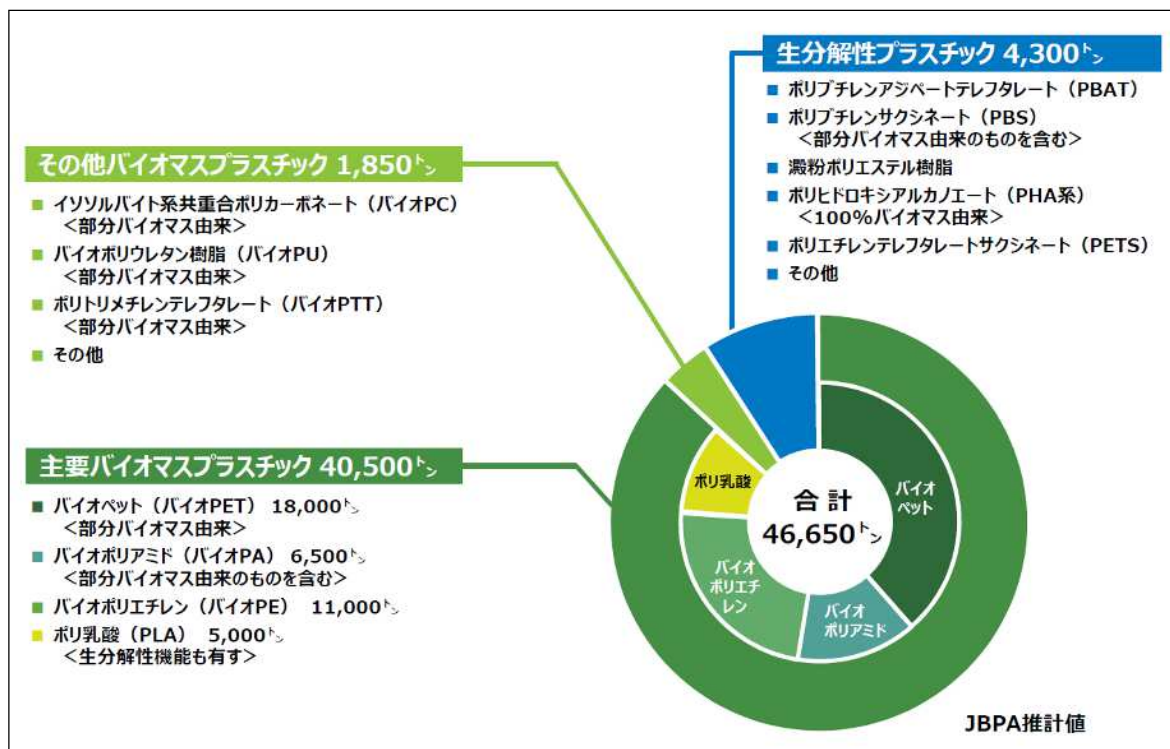 生分解性プラスチック 4,300トン
■ ポリブチレンアジペートテレフタレート（PBAT）
■ ポリブチレンサクシネート（PBS）
＜部分バイオマス由来のものを含む＞
■ 澱粉ポリエステル樹脂
■ ポリヒドロキシアルカノエート（PHA系）
＜100％バイオマス由来＞
■ ポリエチレンテレフタレートサクシネート（PETS）
■ その他
その他バイオマスプラスチック 1,850トン
■ イソソルバイト系共重合ポリカーボネート（バイオPC）
＜部分バイオマス由来＞
■ バイオポリウレタン樹脂（バイオPU）
＜部分バイオマス由来＞
■ ポリトリメチレンテレフタレート（バイオPTT）
＜部分バイオマス由来＞
■ その他
主要バイオマスプラスチック 40,500トン
■ バイオペット（バイオPET） 18,000トン
＜部分バイオマス由来＞
■ バイオポリアミド（バイオPA） 6,500トン
＜部分バイオマス由来のものを含む＞
■ バイオポリエチレン（バイオPE） 11,000トン
■ ポリ乳酸（PLA） 5,000トン
＜生分解性機能も有す＞
ポリ乳酸
バイオ
ペット
合 計
46,650トン
バイオ
ポリエチ
レン
バイオ
ポリアミド
JBPA推計値